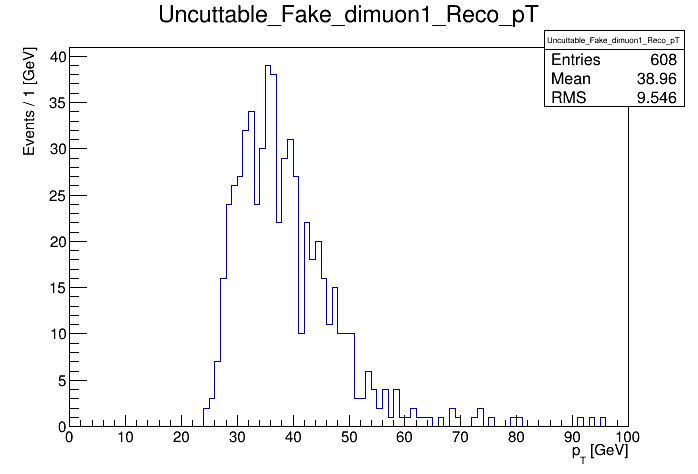 Uncuttable_Fake_dimuon1_Reco_pT
Uncuttable_Fake_dimuon1_Reco_pT
Entries 608
Mean 38.96
RMS 9.546
Events / 1 [GeV]
40
35
30
25
20
15
10
5
0
0 10 20 30 40 50 60 70 80 90 100
p_T [GeV]